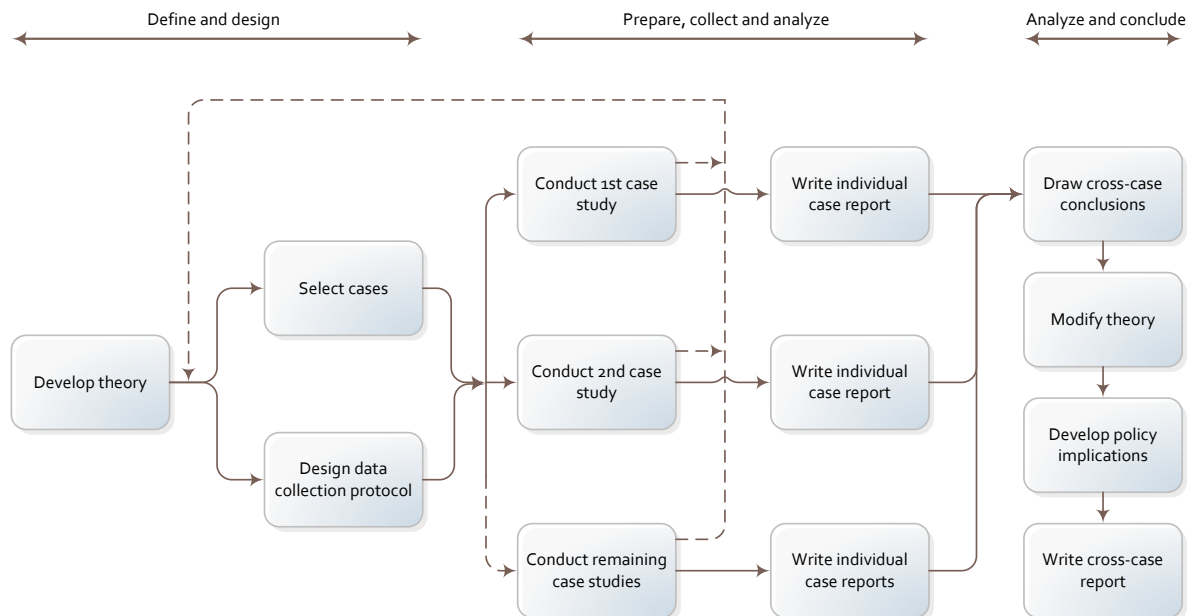 Define and design
Prepare, collect and analyze
Analyze and conclude
Develop theory
Select cases
Design data
collection protocol
Conduct 1st case
study
Conduct 2nd case
study
Conduct remaining
case studies
Write individual
case report
Write individual
case report
Write individual
case reports
Draw cross-case
conclusions
Modify theory
Develop policy
implications
Write cross-case
report